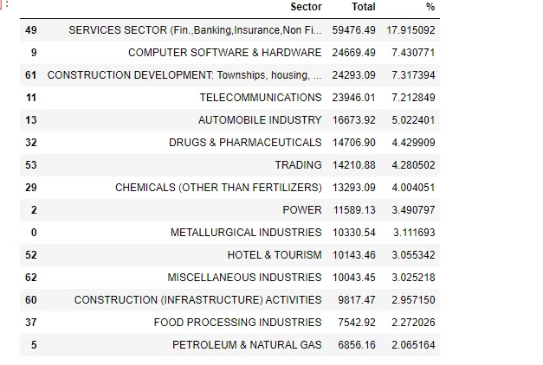 ]:
Sector Total %
49 SERVICES SECTOR (Fin.,Banking,Insurance,Non Fi... 59476.49 17.915092
9 COMPUTER SOFTWARE & HARDWARE 24669.49 7.430771
61 CONSTRUCTION DEVELOPMENT: Townships, housing, ... 24293.09 7.317394
11 TELECOMMUNICATIONS 23946.01 7.212849
13 AUTOMOBILE INDUSTRY 16673.92 5.022401
32 DRUGS & PHARMACEUTICALS 14706.90 4.429909
53 TRADING 14210.88 4.280502
29 CHEMICALS (OTHER THAN FERTILIZERS) 13293.09 4.004051
2 POWER 11589.13 3.490797
0 METALLURGICAL INDUSTRIES 10330.54 3.111693
52 HOTEL & TOURISM 10143.46 3.055342
62 MISCELLANEOUS INDUSTRIES 10043.45 3.025218
60 CONSTRUCTION (INFRASTRUCTURE) ACTIVITIES 9817.47 2.957150
37 FOOD PROCESSING INDUSTRIES 7542.92 2.272026
5 PETROLEUM & NATURAL GAS 6856.16 2.065164